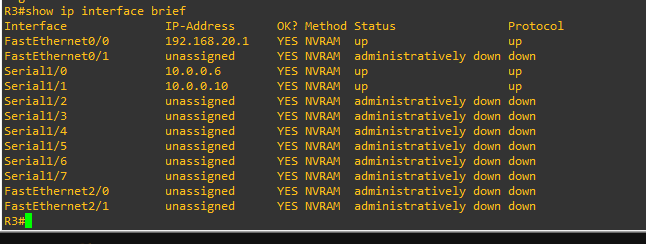 R3#show ip interface brief
Interface                  IP-Address      OK? Method Status                Protocol
FastEthernet0/0            192.168.20.1    YES NVRAM  up                    up
FastEthernet0/1            unassigned      YES NVRAM  administratively down down
Serial1/0                  10.0.0.6        YES NVRAM  up                    up
Serial1/1                  10.0.0.10       YES NVRAM  up                    up
Serial1/2                  unassigned      YES NVRAM  administratively down down
Serial1/3                  unassigned      YES NVRAM  administratively down down
Serial1/4                  unassigned      YES NVRAM  administratively down down
Serial1/5                  unassigned      YES NVRAM  administratively down down
Serial1/6                  unassigned      YES NVRAM  administratively down down
Serial1/7                  unassigned      YES NVRAM  administratively down down
FastEthernet2/0            unassigned      YES NVRAM  administratively down down
FastEthernet2/1            unassigned      YES NVRAM  administratively down down
R3#